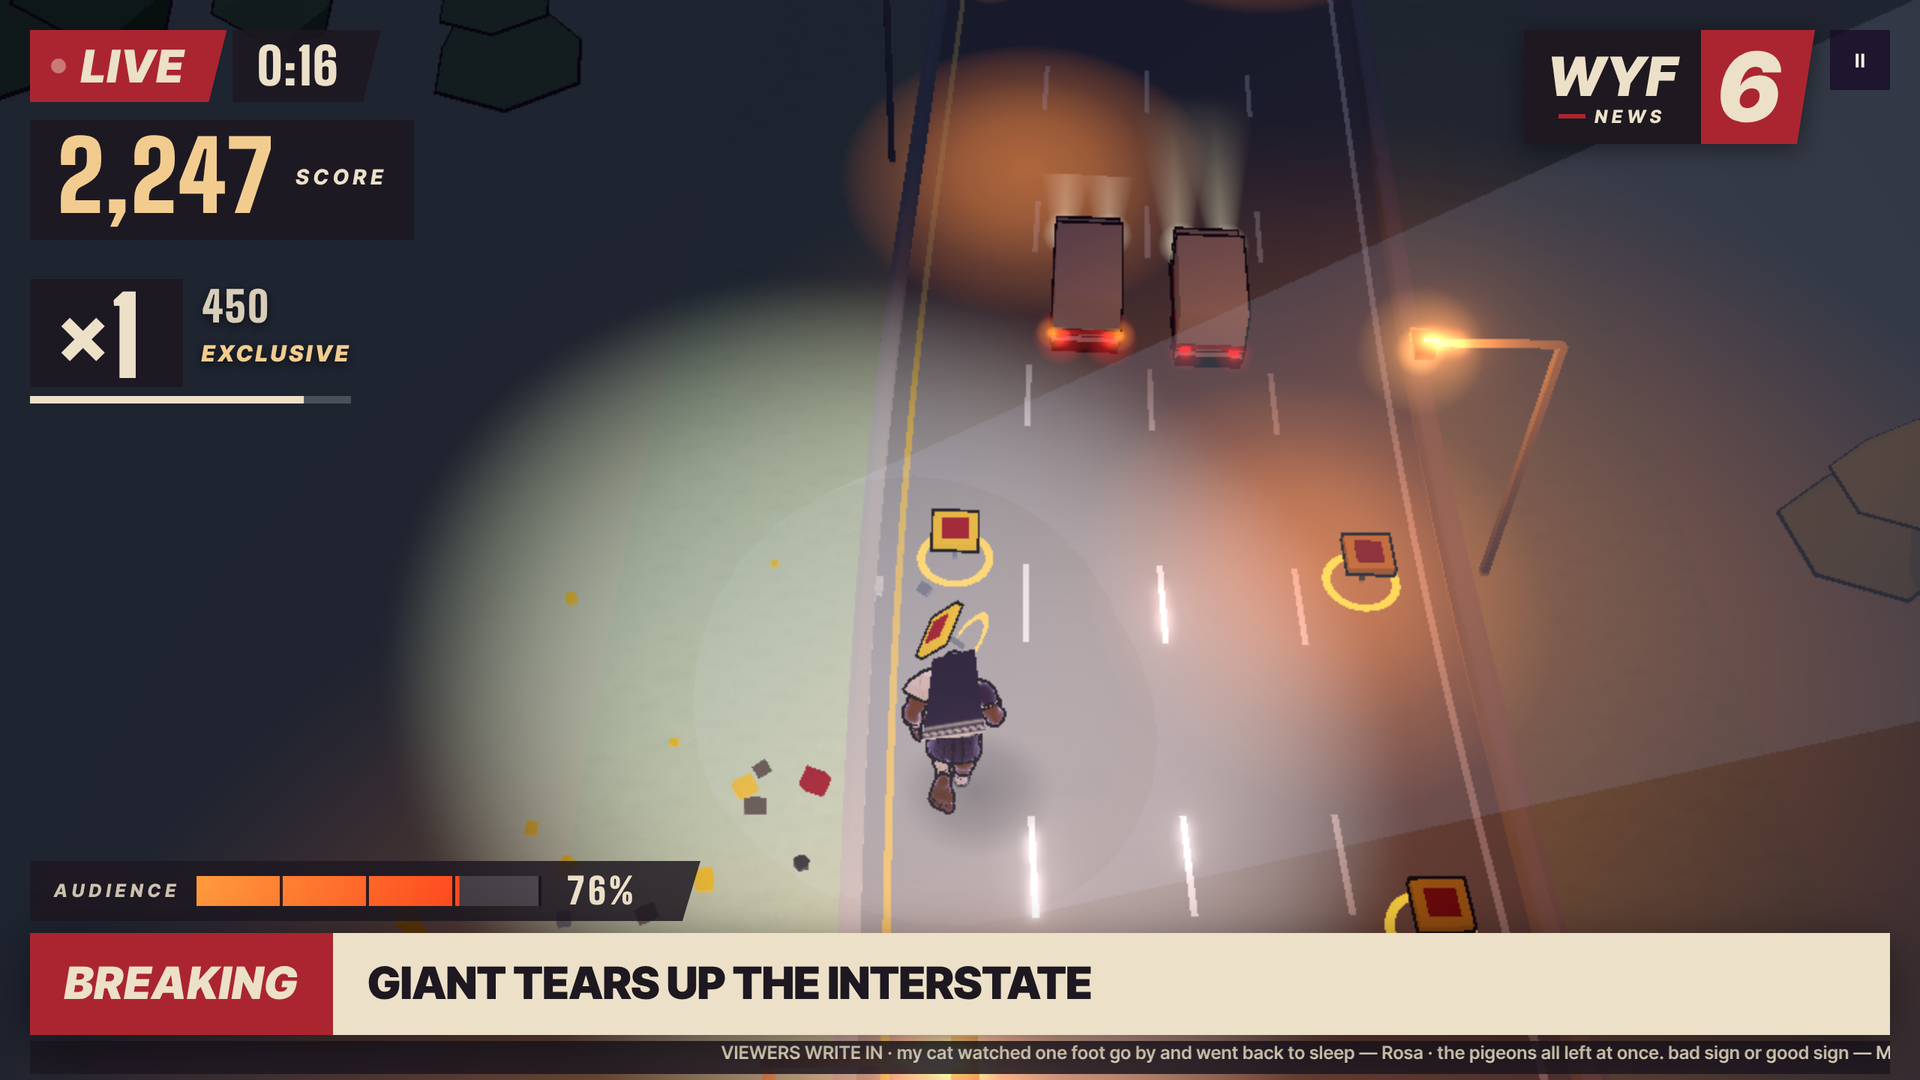 LIVE 0:16
2,247 SCORE
×1 450
EXCLUSIVE
WYF 6
NEWS
AUDIENCE 76%
BREAKING GIANT TEARS UP THE INTERSTATE
VIEWERS WRITE IN · my cat watched one foot go by and went back to sleep — Rosa · the pigeons all left at once. bad sign or good sign — M